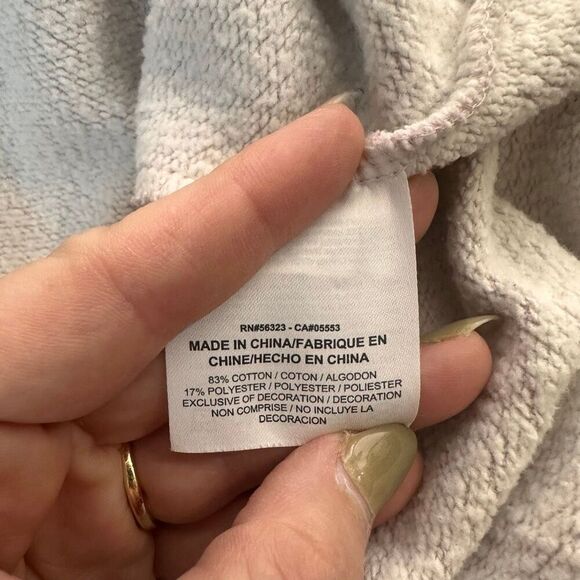 RN#56323 - CA#05553
MADE IN CHINA/FABRIQUE EN
CHINE/HECHO EN CHINA
83% COTTON / COTON / ALGODON
17% POLYESTER / POLYESTER / POLIESTER
EXCLUSIVE OF DECORATION / DECORATION
NON COMPRISE / NO INCLUYE LA
DECORACION